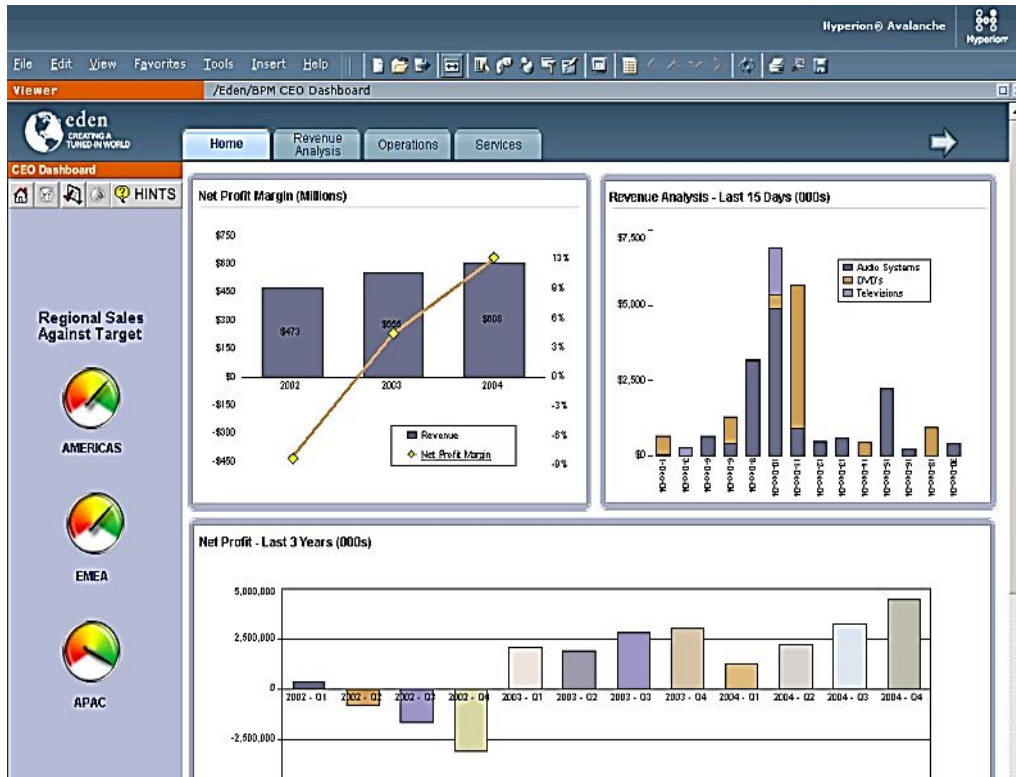 Hyperion® Avalanche
Hyperion
File Edit View Favorites Tools Insert Help
Viewer
/Eden/BPM CEO Dashboard
eden
CREATING A
TUNED-IN WORLD
Home
Revenue
Analysis
Operations
Services
CEO Dashboard
HINTS
Regional Sales
Against Target
AMERICAS
EMEA
APAC
Net Profit Margin (Millions)
$750
$600
$450
$300
$150
$0
-$150
-$300
-$450
$473
$608
2002 2003 2004
13%
9%
6%
3%
0%
-3%
-6%
-9%
Revenue
Net Profit Margin
Revenue Analysis - Last 15 Days (000s)
$7,500
$5,000
$2,500
$0
Audio Systems
DVD's
Televisions
Net Profit - Last 3 Years (000s)
5,000,000
2,500,000
0
-2,500,000
2002 - Q1 2002 - Q2 2002 - Q3 2002 - Q4 2003 - Q1 2003 - Q2 2003 - Q3 2003 - Q4 2004 - Q1 2004 - Q2 2004 - Q3 2004 - Q4